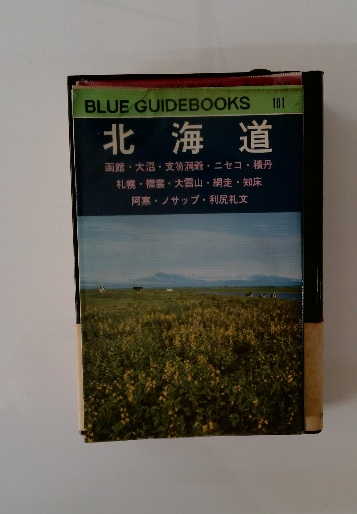 BLUE GUIDEBOOKS 101
北海道
函館・大沼・支笏洞爺・ニセコ・積丹
札幌・襟裳・大雪山・網走・知床
阿寒・ノサップ・利尻礼文